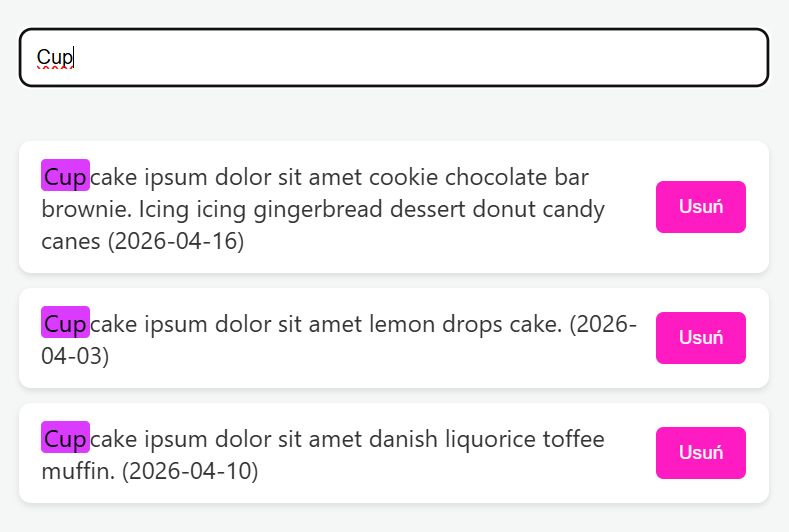 Cup
Cupcake ipsum dolor sit amet cookie chocolate bar
brownie. Icing icing gingerbread dessert donut candy
canes (2026-04-16)
Usuń
Cupcake ipsum dolor sit amet lemon drops cake. (2026-
04-03)
Usuń
Cupcake ipsum dolor sit amet danish liquorice toffee
muffin. (2026-04-10)
Usuń